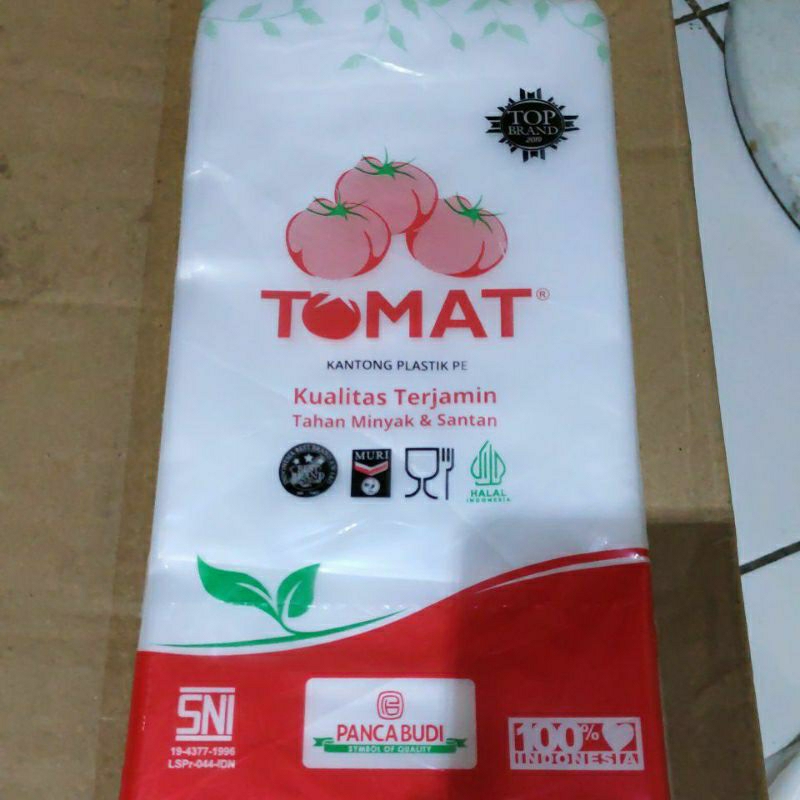 TOP
BRAND
2019
TOMAT®
KANTONG PLASTIK PE
Kualitas Terjamin
Tahan Minyak & Santan
MURI
HALAL
INDONESIA
SNI
19-4377-1996
LSPr-044-IDN
PANCA BUDI
SYMBOL OF QUALITY
100%
INDONESIA